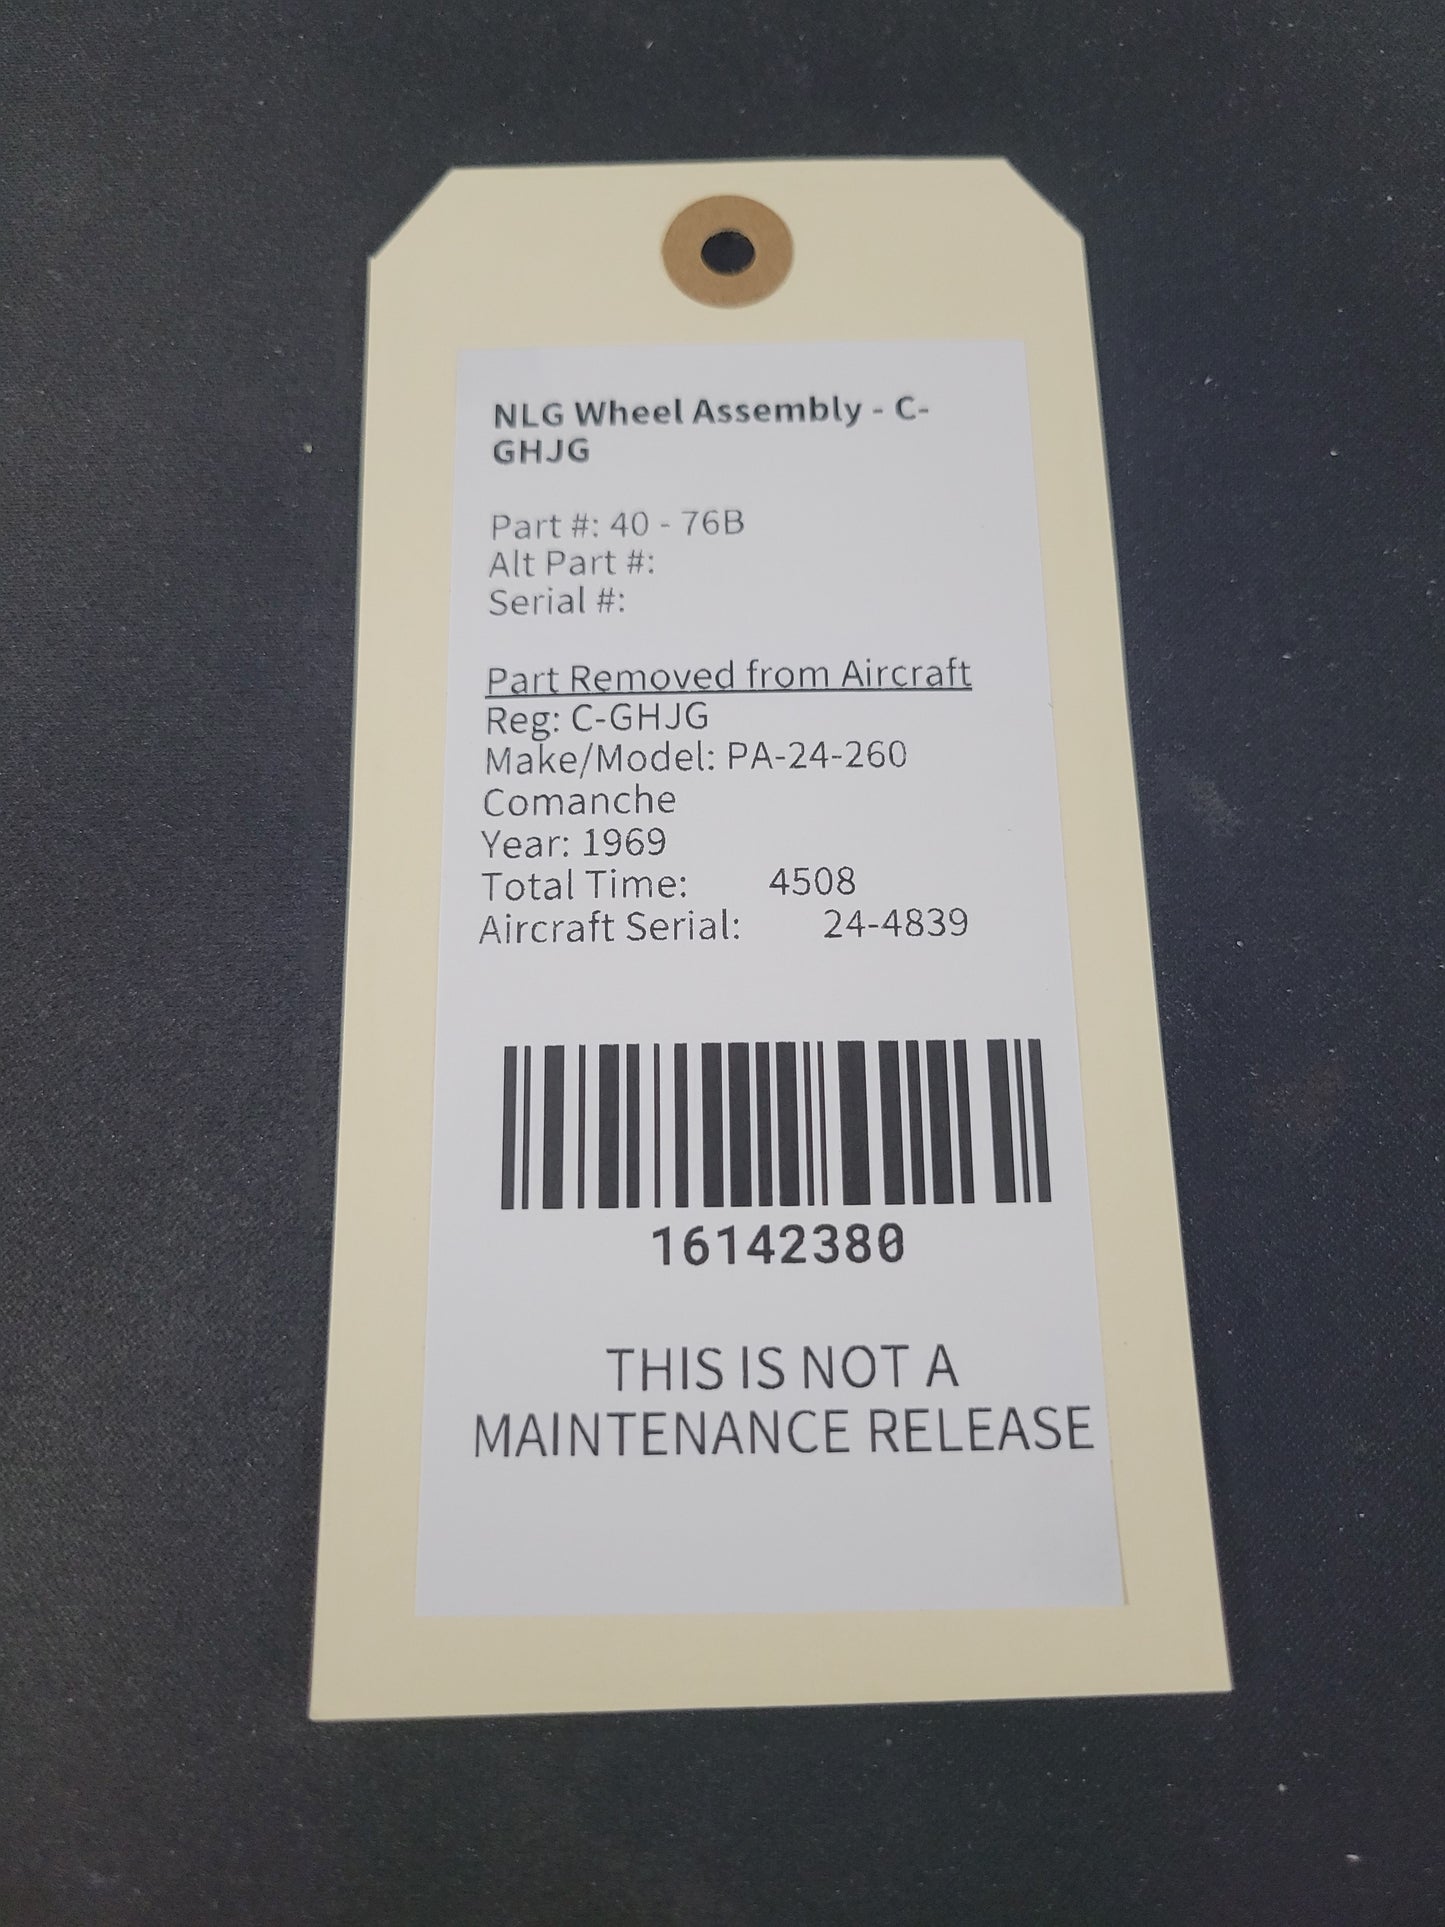 NLG Wheel Assembly - C-
GHJG
Part #: 40 - 76B
Alt Part #:
Serial #:
Part Removed from Aircraft
Reg: C-GHJG
Make/Model: PA-24-260
Comanche
Year: 1969
Total Time: 4508
Aircraft Serial: 24-4839
16142380
THIS IS NOT A
MAINTENANCE RELEASE